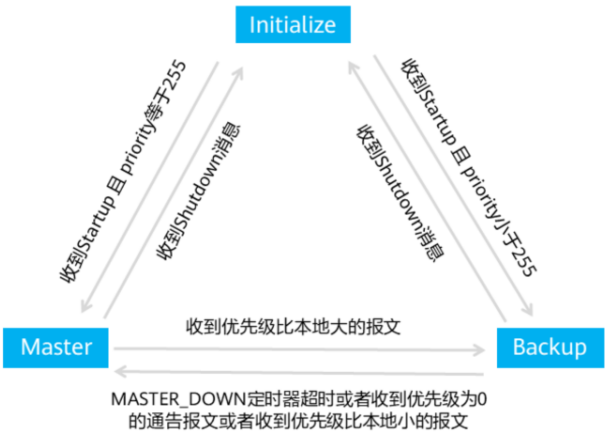 Initialize
收到Startup 且 priority等于255
收到Shutdown消息
收到Shutdown消息
收到Startup 且 priority小于255
Master
收到优先级比本地大的报文
Backup
MASTER_DOWN定时器超时或者收到优先级为0
的通告报文或者收到优先级比本地小的报文